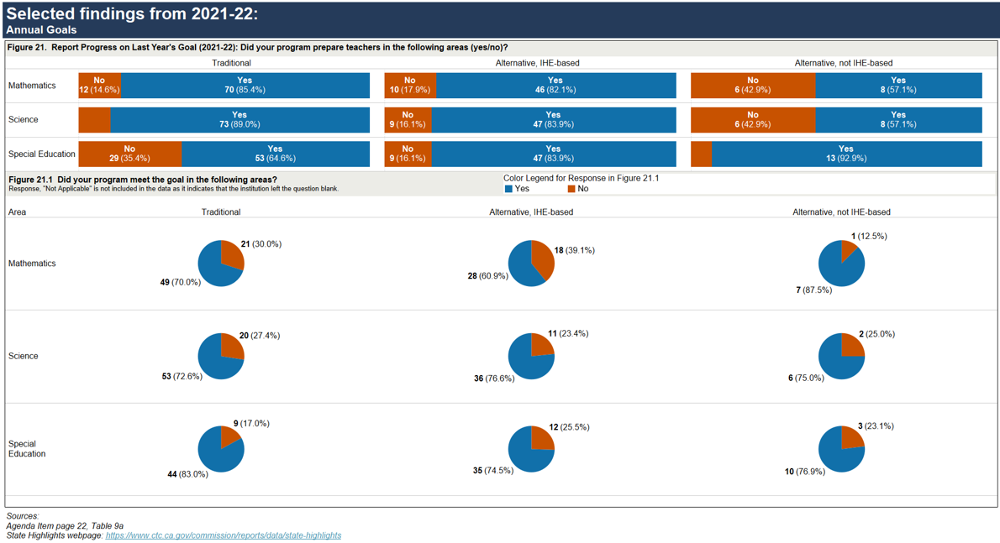 Selected findings from 2021-22:
Annual Goals
Figure 21. Report Progress on Last Year's Goal (2021-22): Did your program prepare teachers in the following areas (yes/no)?
Traditional Alternative, IHE-based Alternative, not IHE-based
Mathematics
No Yes No Yes No Yes
12 (14.6%) 70 (85.4%) 10 (17.9%) 46 (82.1%) 6 (42.9%) 8 (57.1%)
Science
Yes No Yes No Yes
73 (89.0%) 9 (16.1%) 47 (83.9%) 6 (42.9%) 8 (57.1%)
Special Education
No Yes No Yes Yes
29 (35.4%) 53 (64.6%) 9 (16.1%) 47 (83.9%) 13 (92.9%)
Figure 21.1 Did your program meet the goal in the following areas?
Response, "Not Applicable" is not included in the data as it indicates that the institution left the question blank.
Color Legend for Response in Figure 21.1
Yes No
Area Traditional Alternative, IHE-based Alternative, not IHE-based
Mathematics
21 (30.0%)
49 (70.0%)
18 (39.1%)
28 (60.9%)
1 (12.5%)
7 (87.5%)
Science
20 (27.4%)
53 (72.6%)
11 (23.4%)
36 (76.6%)
2 (25.0%)
6 (75.0%)
Special
Education
9 (17.0%)
44 (83.0%)
12 (25.5%)
35 (74.5%)
3 (23.1%)
10 (76.9%)
Sources:
Agenda Item page 22, Table 9a
State Highlights webpage: https://www.ctc.ca.gov/commission/reports/data/state-highlights